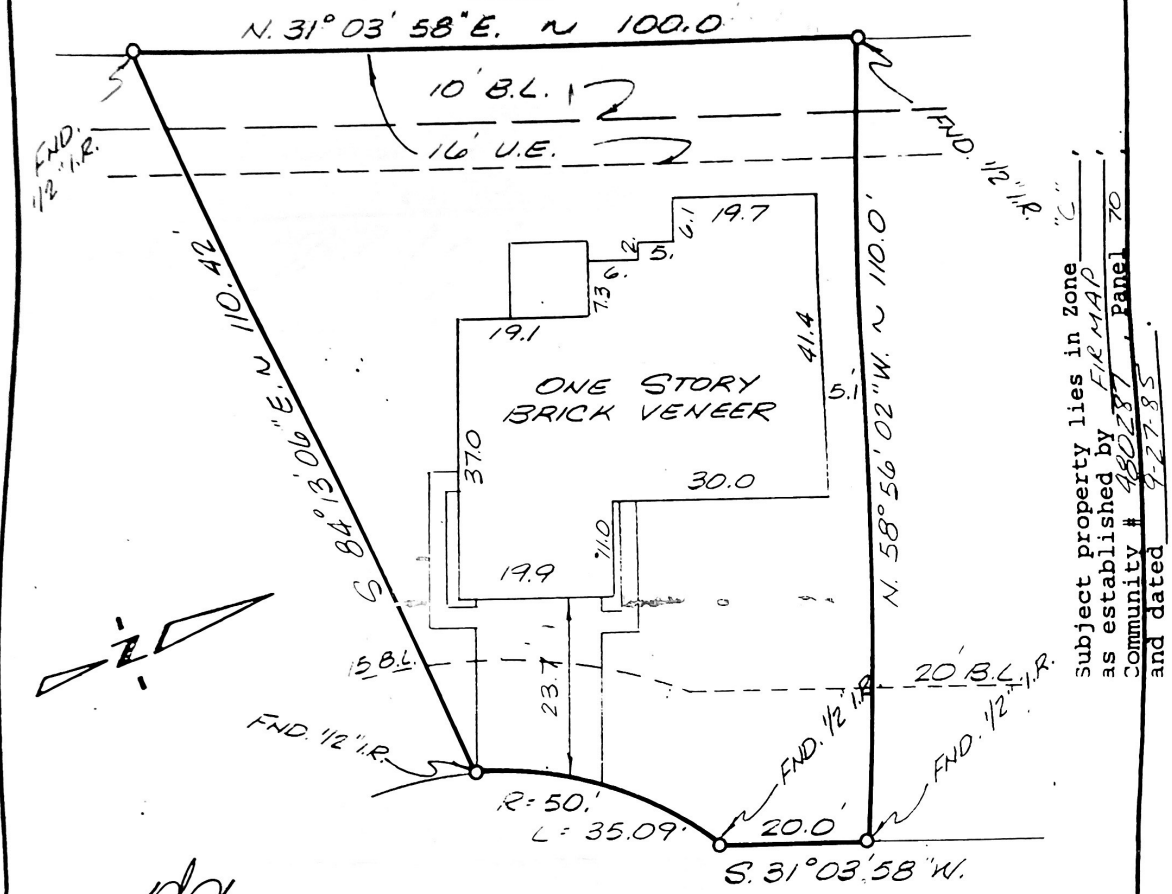 N. 31° 03' 58" E. ~ 100.0
10' B.L.
16' U.E.
FND. 1/2" I.R.
FND. 1/2" I.R.
S 84° 13' 06" E. ~ 110.42'
N. 58° 56' 02" W. ~ 110.0'
19.7
6.1
5.
2.
6.
7.3
19.1
41.4
5.1'
ONE STORY
BRICK VENEER
37.0
30.0
11.0
19.9
23.7
N
15 B.L.
20' B.L.
FND. 1/2" I.R.
FND. 1/2" I.R.
FND. 1/2" I.R.
R=50.'
L=35.09'
20.0'
S. 31° 03' 58" W.
Subject property lies in Zone "C",
as established by FIR MAP,
Community # 480287, Panel 70,
and dated 9-27-85.